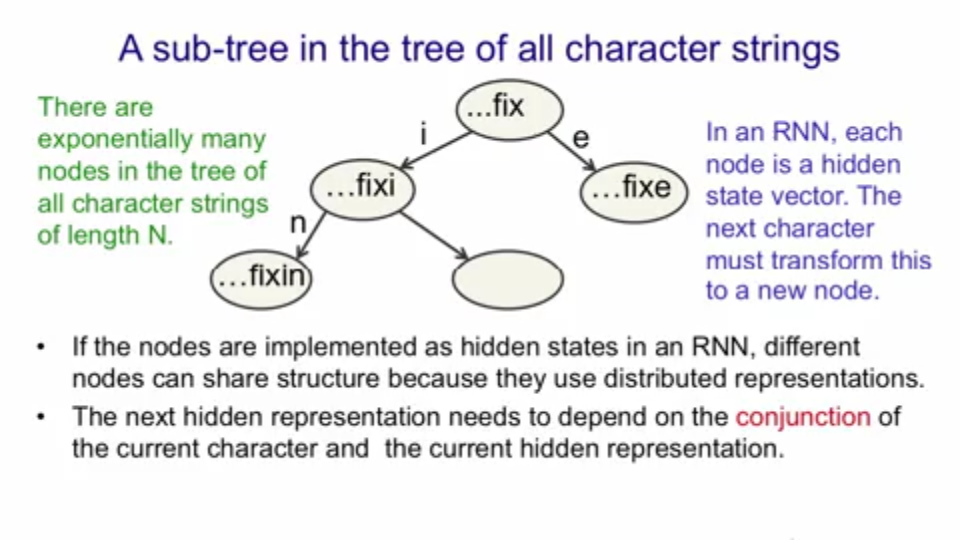 A sub-tree in the tree of all character strings
There are
exponentially many
nodes in the tree of
all character strings
of length N.
...fix
i
e
...fixi
...fixe
n
...fixin
In an RNN, each
node is a hidden
state vector. The
next character
must transform this
to a new node.
• If the nodes are implemented as hidden states in an RNN, different
nodes can share structure because they use distributed representations.
• The next hidden representation needs to depend on the conjunction of
the current character and the current hidden representation.